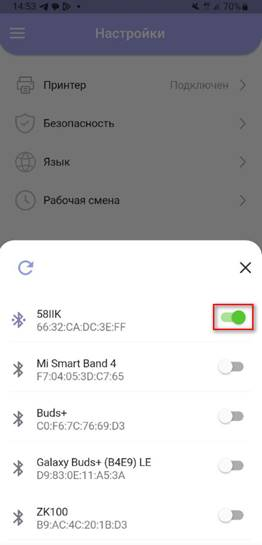 14:53 70%
Настройки
Принтер Подключен
Безопасность
Язык
Рабочая смена
58IIK
66:32:CA:DC:3E:FF
Mi Smart Band 4
F7:04:05:3D:C7:65
Buds+
C0:F6:7C:76:69:D3
Galaxy Buds+ (B4E9) LE
D9:83:0E:11:A5:3A
ZK100
B9:AC:4C:20:1B:D3